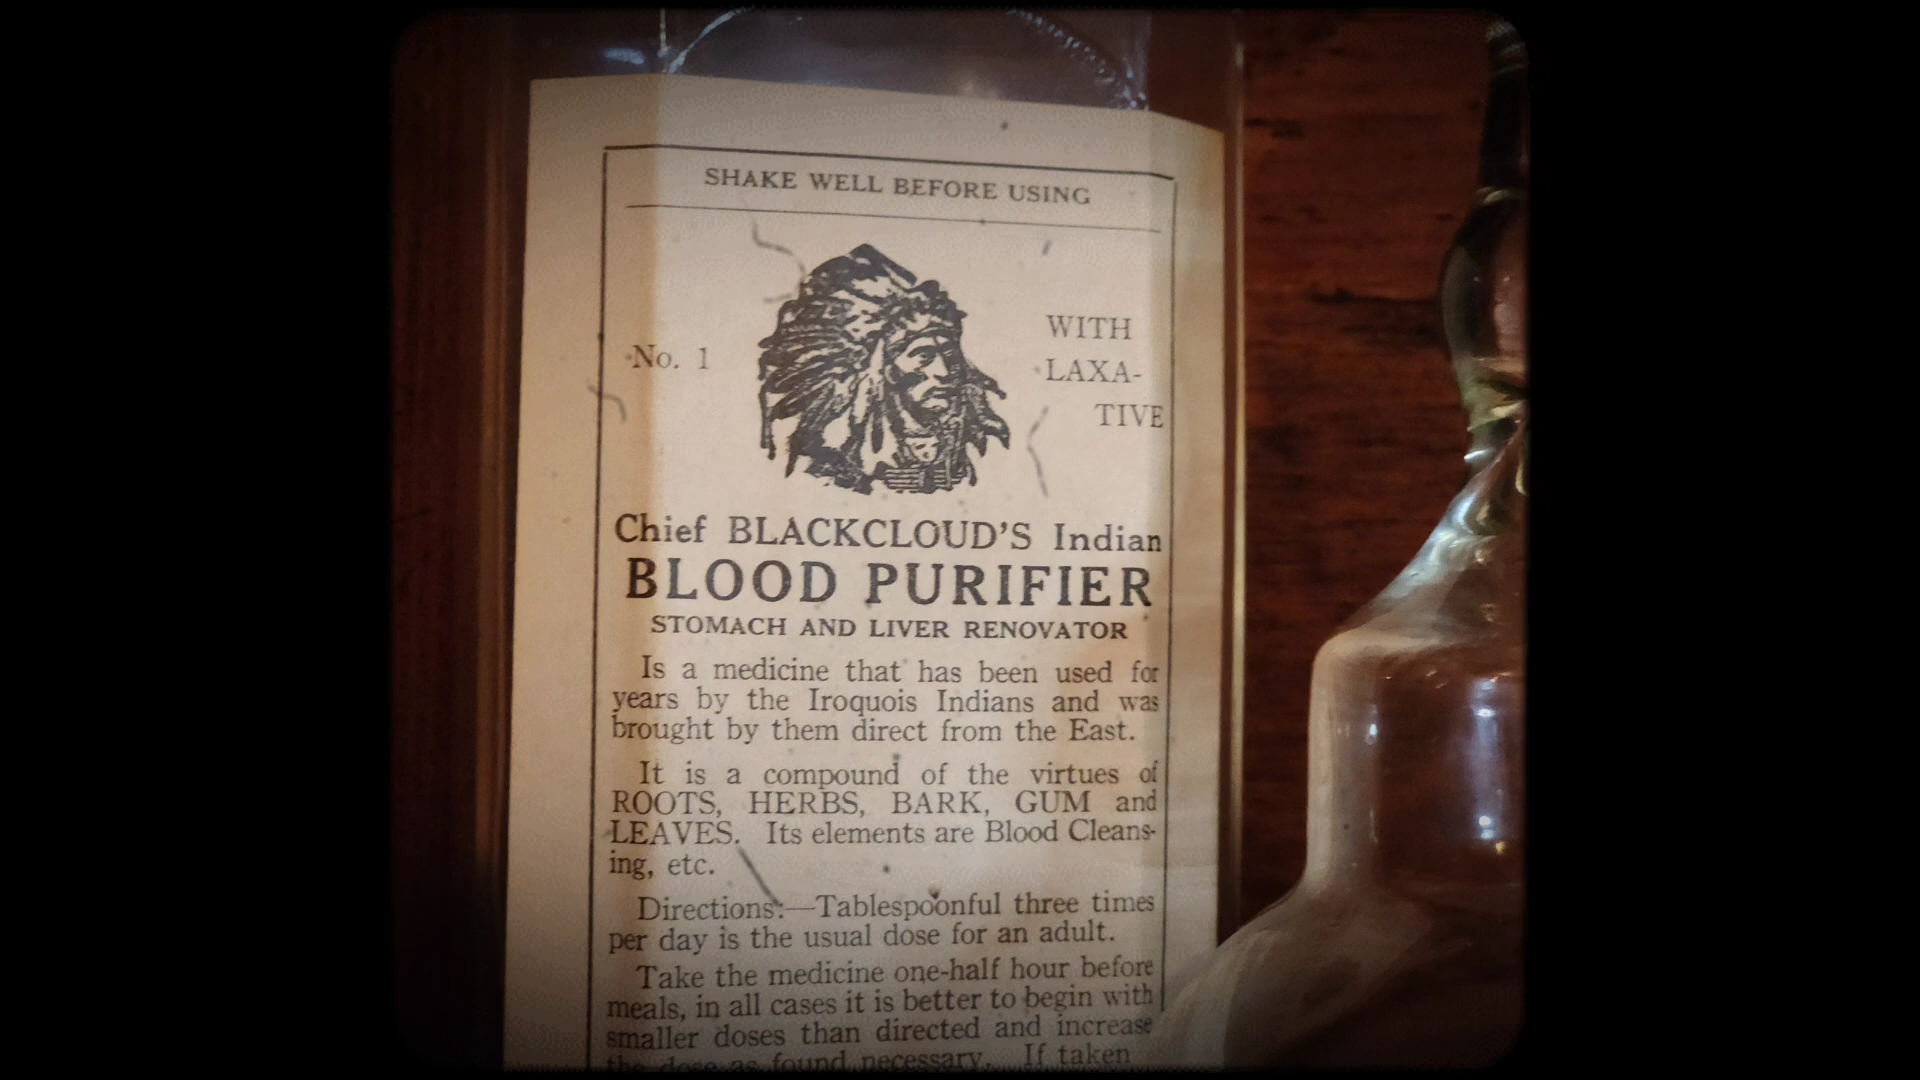 SHAKE WELL BEFORE USING
No. 1
WITH
LAXA-
TIVE
Chief BLACKCLOUD'S Indian
BLOOD PURIFIER
STOMACH AND LIVER RENOVATOR
Is a medicine that has been used for
years by the Iroquois Indians and was
brought by them direct from the East.
It is a compound of the virtues of
ROOTS, HERBS, BARK, GUM and
LEAVES. Its elements are Blood Cleans-
ing, etc.
Directions:—Tablespoonful three times
per day is the usual dose for an adult.
Take the medicine one-half hour before
meals, in all cases it is better to begin with
smaller doses than directed and increase
the dose as found necessary. If taken